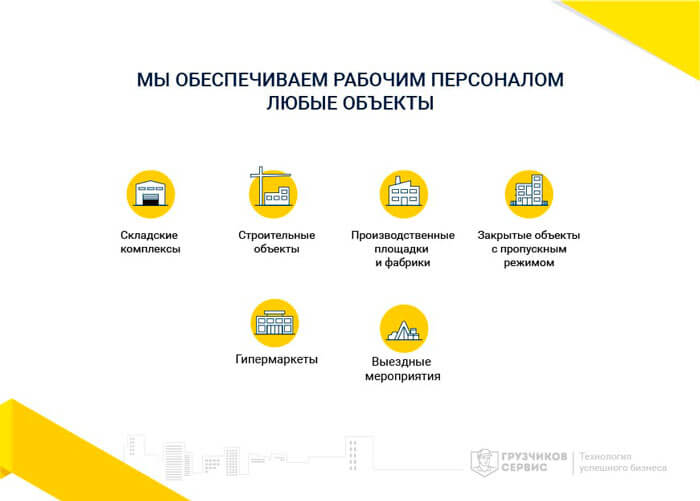 МЫ ОБЕСПЕЧИВАЕМ РАБОЧИМ ПЕРСОНАЛОМ
ЛЮБЫЕ ОБЪЕКТЫ
Складские
комплексы
Строительные
объекты
Производственные
площадки
и фабрики
Закрытые объекты
с пропускным
режимом
Гипермаркеты
Выездные
мероприятия
ГРУЗЧИКОВ
СЕРВИС
Технология
успешного бизнеса